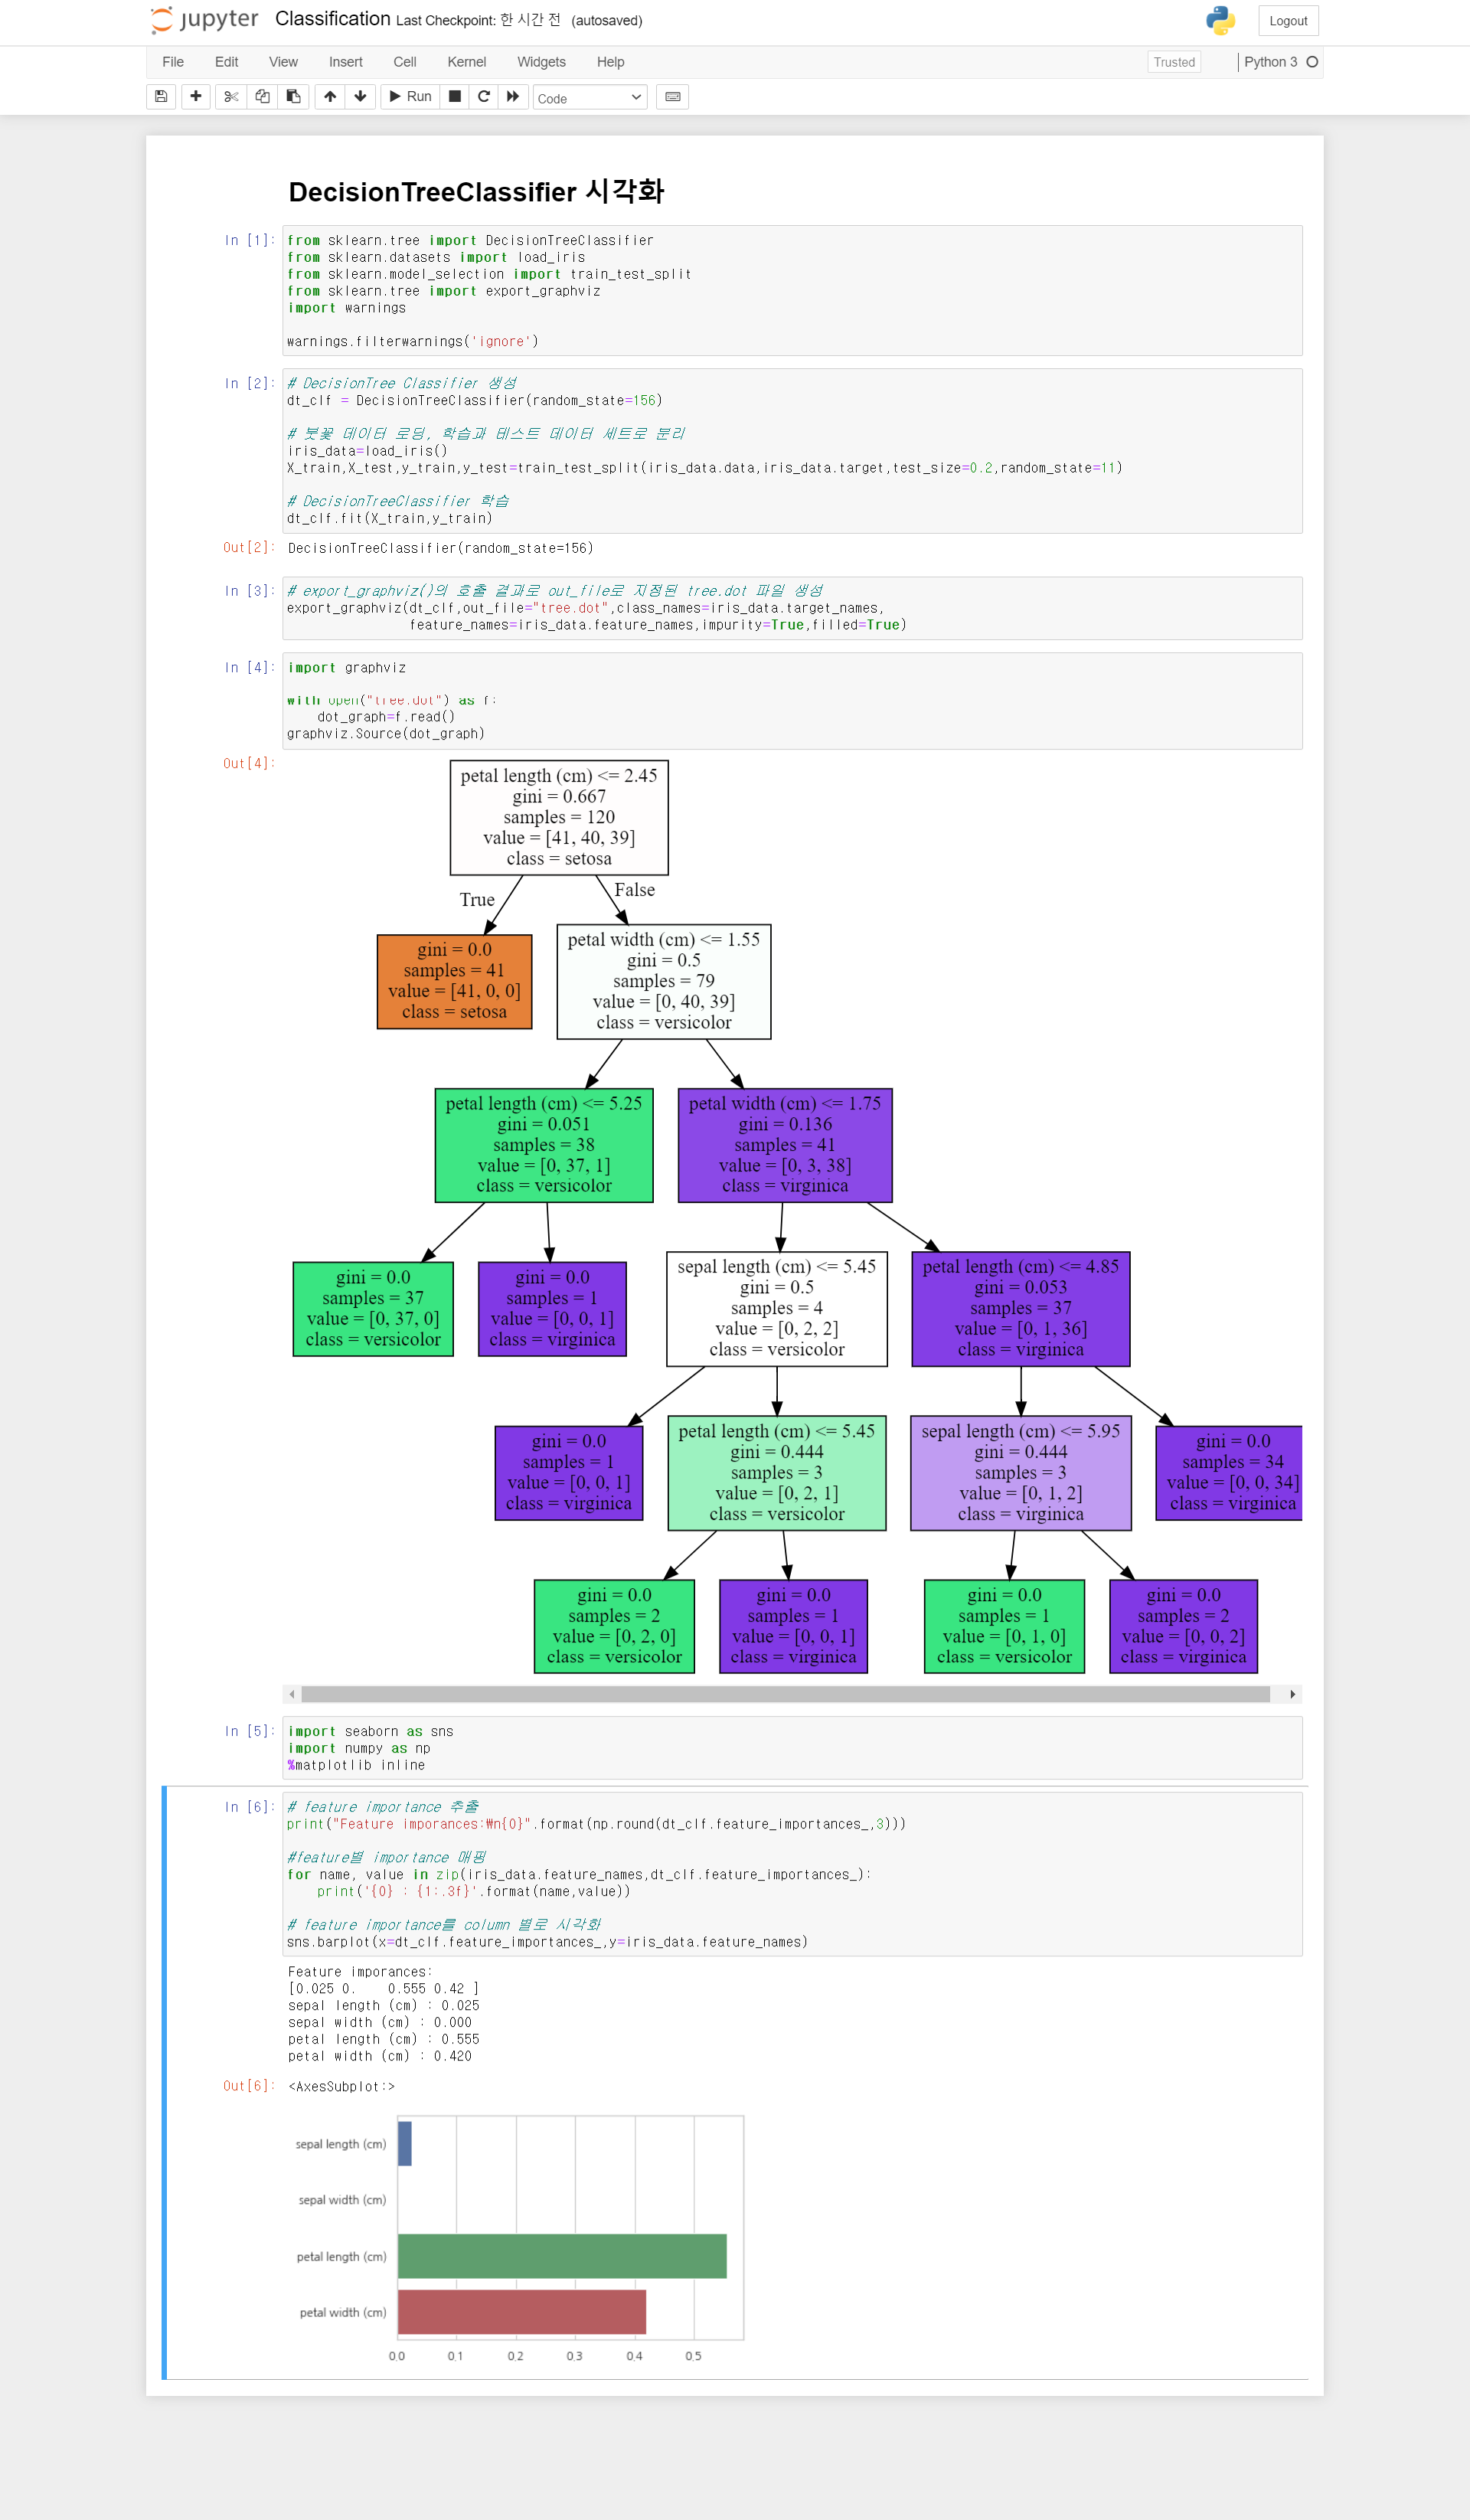 jupyter Classification Last Checkpoint: 한 시간 전 (autosaved) Logout
File Edit View Insert Cell Kernel Widgets Help Trusted Python 3
Run Code
DecisionTreeClassifier 시각화
In [1]: from sklearn.tree import DecisionTreeClassifier
from sklearn.datasets import load_iris
from sklearn.model_selection import train_test_split
from sklearn.tree import export_graphviz
import warnings
warnings.filterwarnings('ignore')
In [2]: # DecisionTree Classifier 생성
dt_clf = DecisionTreeClassifier(random_state=156)
# 붓꽃 데이터 로딩, 학습과 테스트 데이터 세트로 분리
iris_data=load_iris()
X_train,X_test,y_train,y_test=train_test_split(iris_data.data,iris_data.target,test_size=0.2,random_state=11)
# DecisionTreeClassifier 학습
dt_clf.fit(X_train,y_train)
Out[2]: DecisionTreeClassifier(random_state=156)
In [3]: # export_graphviz()의 호출 결과로 out_file로 지정된 tree.dot 파일 생성
export_graphviz(dt_clf,out_file="tree.dot",class_names=iris_data.target_names,
feature_names=iris_data.feature_names,impurity=True,filled=True)
In [4]: import graphviz
with open("tree.dot") as f:
dot_graph=f.read()
graphviz.Source(dot_graph)
Out[4]:
petal length (cm) <= 2.45
gini = 0.667
samples = 120
value = [41, 40, 39]
class = setosa
True
False
gini = 0.0
samples = 41
value = [41, 0, 0]
class = setosa
petal width (cm) <= 1.55
gini = 0.5
samples = 79
value = [0, 40, 39]
class = versicolor
petal length (cm) <= 5.25
gini = 0.051
samples = 38
value = [0, 37, 1]
class = versicolor
petal width (cm) <= 1.75
gini = 0.136
samples = 41
value = [0, 3, 38]
class = virginica
gini = 0.0
samples = 37
value = [0, 37, 0]
class = versicolor
gini = 0.0
samples = 1
value = [0, 0, 1]
class = virginica
sepal length (cm) <= 5.45
gini = 0.5
samples = 4
value = [0, 2, 2]
class = versicolor
petal length (cm) <= 4.85
gini = 0.053
samples = 37
value = [0, 1, 36]
class = virginica
gini = 0.0
samples = 1
value = [0, 0, 1]
class = virginica
petal length (cm) <= 5.45
gini = 0.444
samples = 3
value = [0, 2, 1]
class = versicolor
sepal length (cm) <= 5.95
gini = 0.444
samples = 3
value = [0, 1, 2]
class = virginica
gini = 0.0
samples = 34
value = [0, 0, 34]
class = virginica
gini = 0.0
samples = 2
value = [0, 2, 0]
class = versicolor
gini = 0.0
samples = 1
value = [0, 0, 1]
class = virginica
gini = 0.0
samples = 1
value = [0, 1, 0]
class = versicolor
gini = 0.0
samples = 2
value = [0, 0, 2]
class = virginica
In [5]: import seaborn as sns
import numpy as np
%matplotlib inline
In [6]: # feature importance 추출
print("Feature imporances:₩n{0}".format(np.round(dt_clf.feature_importances_,3)))
#feature별 importance 매핑
for name, value in zip(iris_data.feature_names,dt_clf.feature_importances_):
print('{0} : {1:.3f}'.format(name,value))
# feature importance를 column 별로 시각화
sns.barplot(x=dt_clf.feature_importances_,y=iris_data.feature_names)
Feature imporances:
[0.025 0. 0.555 0.42 ]
sepal length (cm) : 0.025
sepal width (cm) : 0.000
petal length (cm) : 0.555
petal width (cm) : 0.420
Out[6]: <AxesSubplot:>
sepal length (cm)
sepal width (cm)
petal length (cm)
petal width (cm)
0.0 0.1 0.2 0.3 0.4 0.5